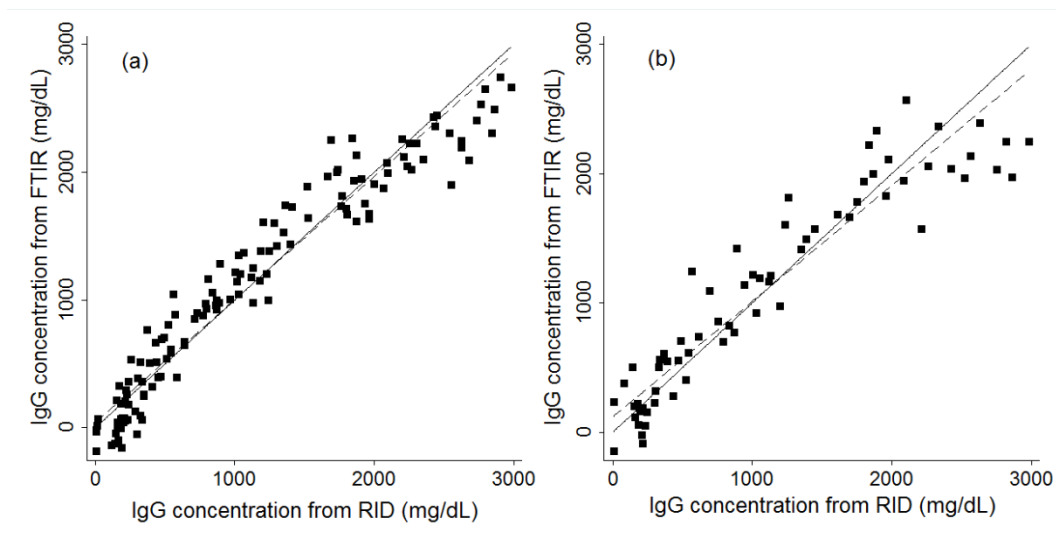 (a)
IgG concentration from FTIR (mg/dL)
3000
2000
1000
0
0 1000 2000 3000
IgG concentration from RID (mg/dL)
(b)
IgG concentration from FTIR (mg/dL)
3000
2000
1000
0
0 1000 2000 3000
IgG concentration from RID (mg/dL)